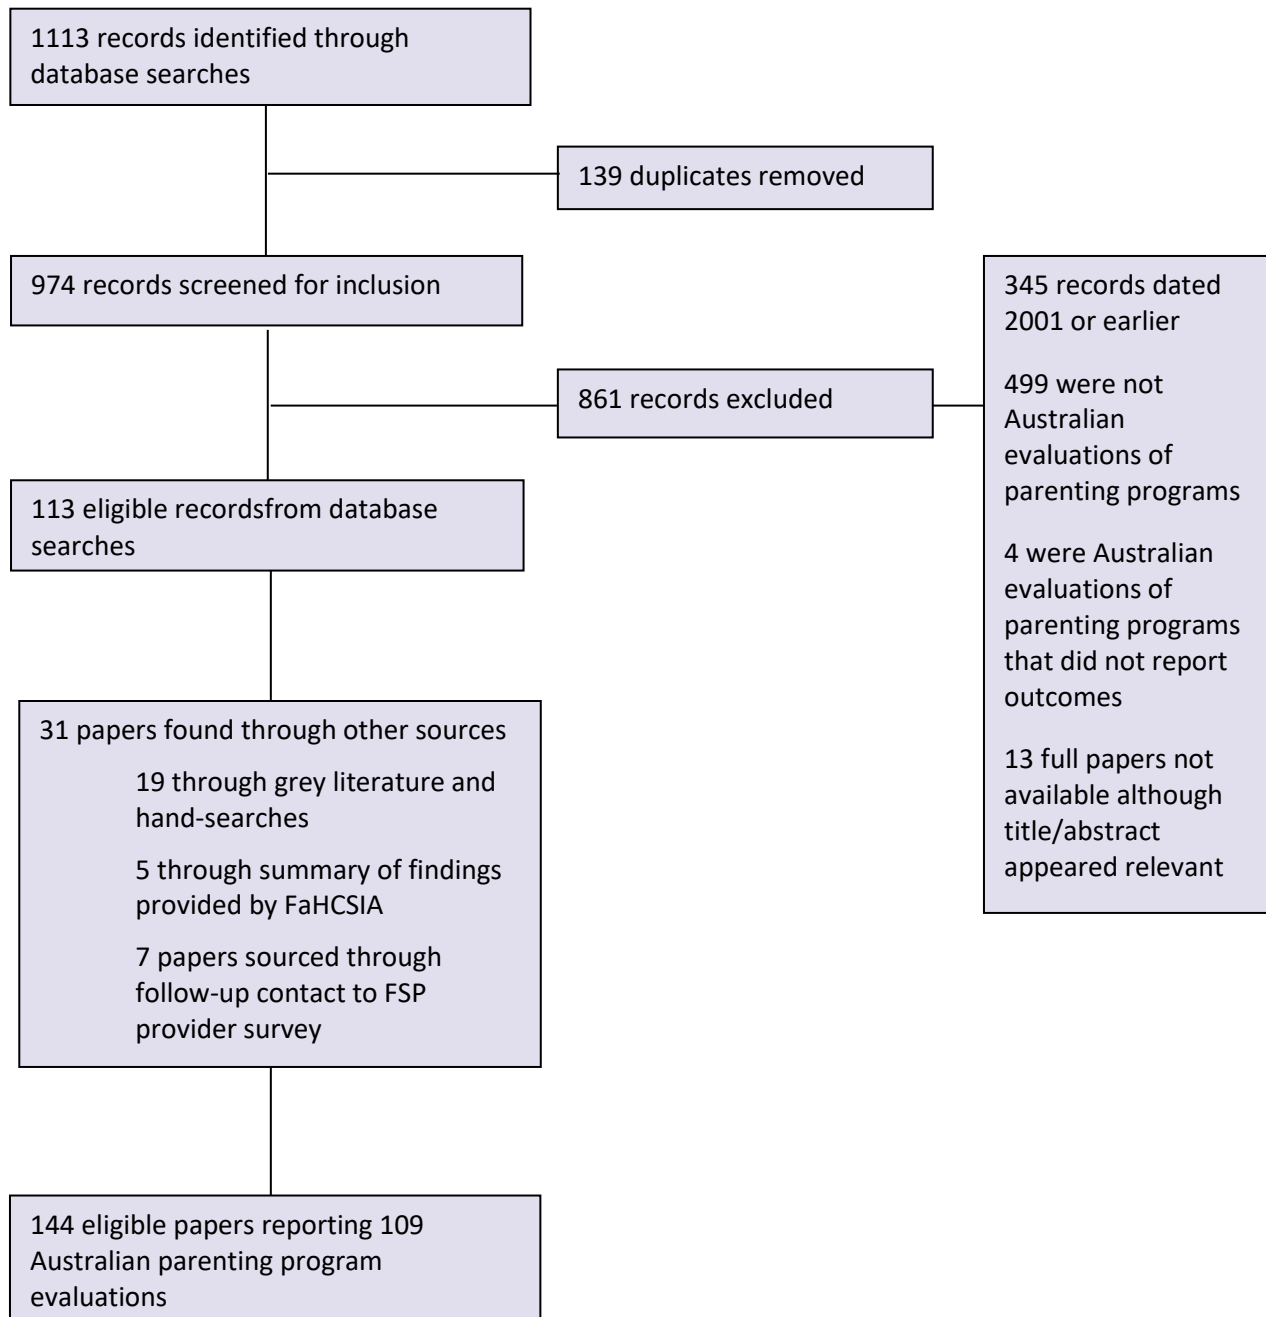 1113 records identified through
database searches
139 duplicates removed
974 records screened for inclusion
861 records excluded
345 records dated
2001 or earlier
499 were not
Australian
evaluations of
parenting programs
4 were Australian
evaluations of
parenting programs
that did not report
outcomes
13 full papers not
available although
title/abstract
appeared relevant
113 eligible recordsfrom database
searches
31 papers found through other sources
19 through grey literature and
hand-searches
5 through summary of findings
provided by FaHCSIA
7 papers sourced through
follow-up contact to FSP
provider survey
144 eligible papers reporting 109
Australian parenting program
evaluations